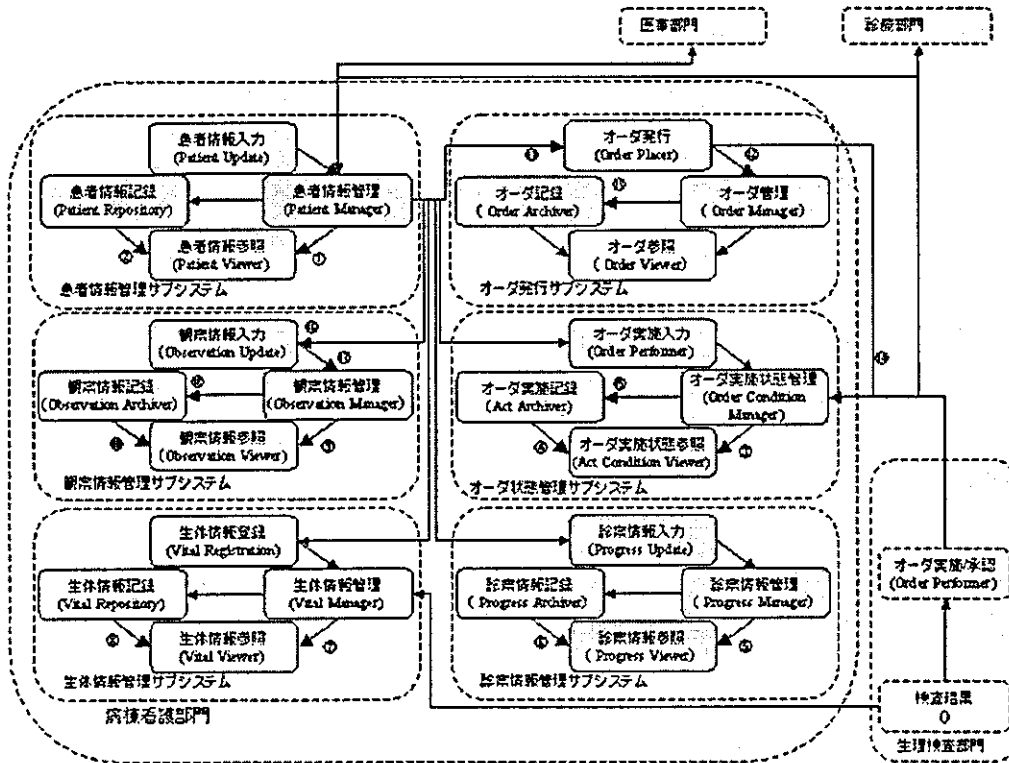 医事部門
診療部門
患者情報入力
(Patient Update)
患者情報記録
(Patient Repository)
患者情報管理
(Patient Manager)
患者情報参照
(Patient Viewer)
②
①
患者情報管理サブシステム
オーダ発行
(Order Placer)
オーダ記録
( Order Archiver)
オーダ管理
( Order Manager)
オーダ参照
( Order Viewer)
オーダ発行サブシステム
観察情報入力
(Observation Update)
観察情報記録
(Observation Archiver)
観察情報管理
(Observation Manager)
観察情報参照
(Observation Viewer)
観察情報管理サブシステム
オーダ実施入力
(Order Performer)
オーダ実施記録
(Act Archiver)
オーダ実施状態管理
(Order Condition
Manager)
オーダ実施状態参照
(Act Condition Viewer)
オーダ状態管理サブシステム
生体情報登録
(Vital Registration)
生体情報記録
(Vital Repository)
生体情報管理
(Vital Manager)
生体情報参照
(Vital Viewer)
⑦
生体情報管理サブシステム
診察情報入力
(Progress Update)
診察情報記録
( Progress Archiver)
診察情報管理
( Progress Manager)
診察情報参照
( Progress Viewer)
診察情報管理サブシステム
病棟看護部門
オーダ実施/承認
(Order Performer)
検査結果
()
生理検査部門